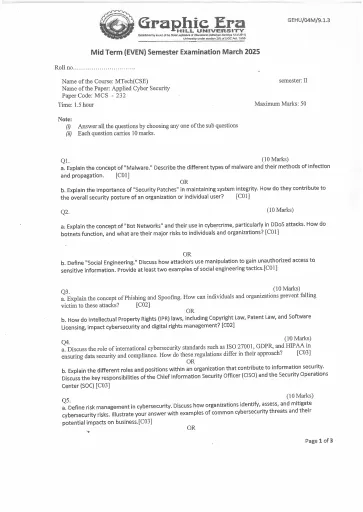 GEHU/04M/9.1.3
Graphic Era
HILL UNIVERSITY
Mid Term (EVEN) Semester Examination March 2025
Roll no..............................
Name of the Course: MTech(CSE) semester: II
Name of the Paper: Applied Cyber Security
Paper Code: MCS - 232
Time: 1.5 hour Maximum Marks: 50
Note:
(i) Answer all the questions by choosing any one of the sub questions
(ii) Each question carries 10 marks.
Q1. (10 Marks)
a. Explain the concept of "Malware." Describe the different types of malware and their methods of infection
and propagation. [CO1]
OR
b. Explain the importance of "Security Patches" in maintaining system integrity. How do they contribute to
the overall security posture of an organization or individual user? [CO1]
Q2. (10 Marks)
a. Explain the concept of "Bot Networks" and their use in cybercrime, particularly in DDoS attacks. How do
botnets function, and what are their major risks to individuals and organizations? [CO1]
OR
b. Define "Social Engineering." Discuss how attackers use manipulation to gain unauthorized access to
sensitive information. Provide at least two examples of social engineering tactics.[CO1]
Q3. (10 Marks)
a. Explain the concept of Phishing and Spoofing. How can individuals and organizations prevent falling
victim to these attacks? [CO2]
OR
b. How do Intellectual Property Rights (IPR) laws, including Copyright Law, Patent Law, and Software
Licensing, impact cybersecurity and digital rights management? [CO2]
Q4. (10 Marks)
a. Discuss the role of international cybersecurity standards such as ISO 27001, GDPR, and HIPAA in
ensuring data security and compliance. How do these regulations differ in their approach? [CO3]
OR
b. Explain the different roles and positions within an organization that contribute to information security.
Discuss the key responsibilities of the Chief Information Security Officer (CISO) and the Security Operations
Center (SOC) [CO3]
Q5. (10 Marks)
a. Define risk management in cybersecurity. Discuss how organizations identify, assess, and mitigate
cybersecurity risks. Illustrate your answer with examples of common cybersecurity threats and their
potential impacts on business.[CO3]
OR
Page 1 of 3